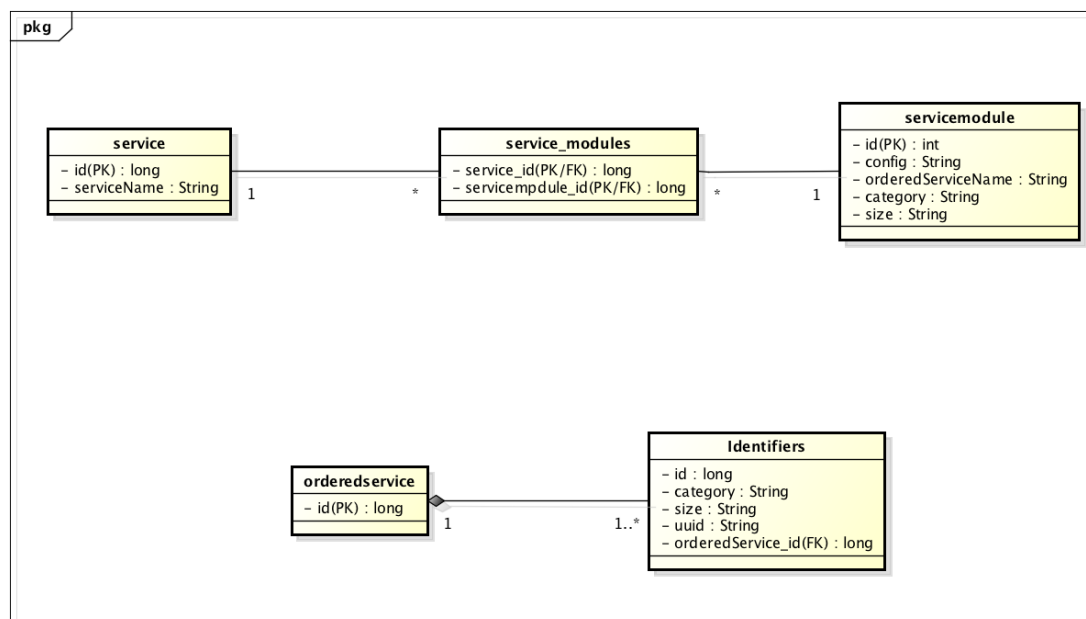 pkg
service
– id(PK) : long
– serviceName : String
1
*
service_modules
– service_id(PK/FK) : long
– servicempdule_id(PK/FK) : long
*
1
servicemodule
– id(PK) : int
– config : String
– orderedServiceName : String
– category : String
– size : String
orderedservice
– id(PK) : long
1
1..*
Identifiers
– id : long
– category : String
– size : String
– uuid : String
– orderedService_id(FK) : long